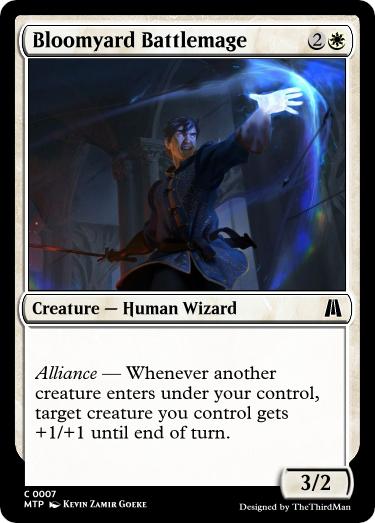 Bloomyard Battlemage 2
Creature — Human Wizard
Alliance — Whenever another
creature enters under your control,
target creature you control gets
+1/+1 until end of turn.
3/2
C 0007
MTP Kevin Zamir Goeke
Designed by TheThirdMan